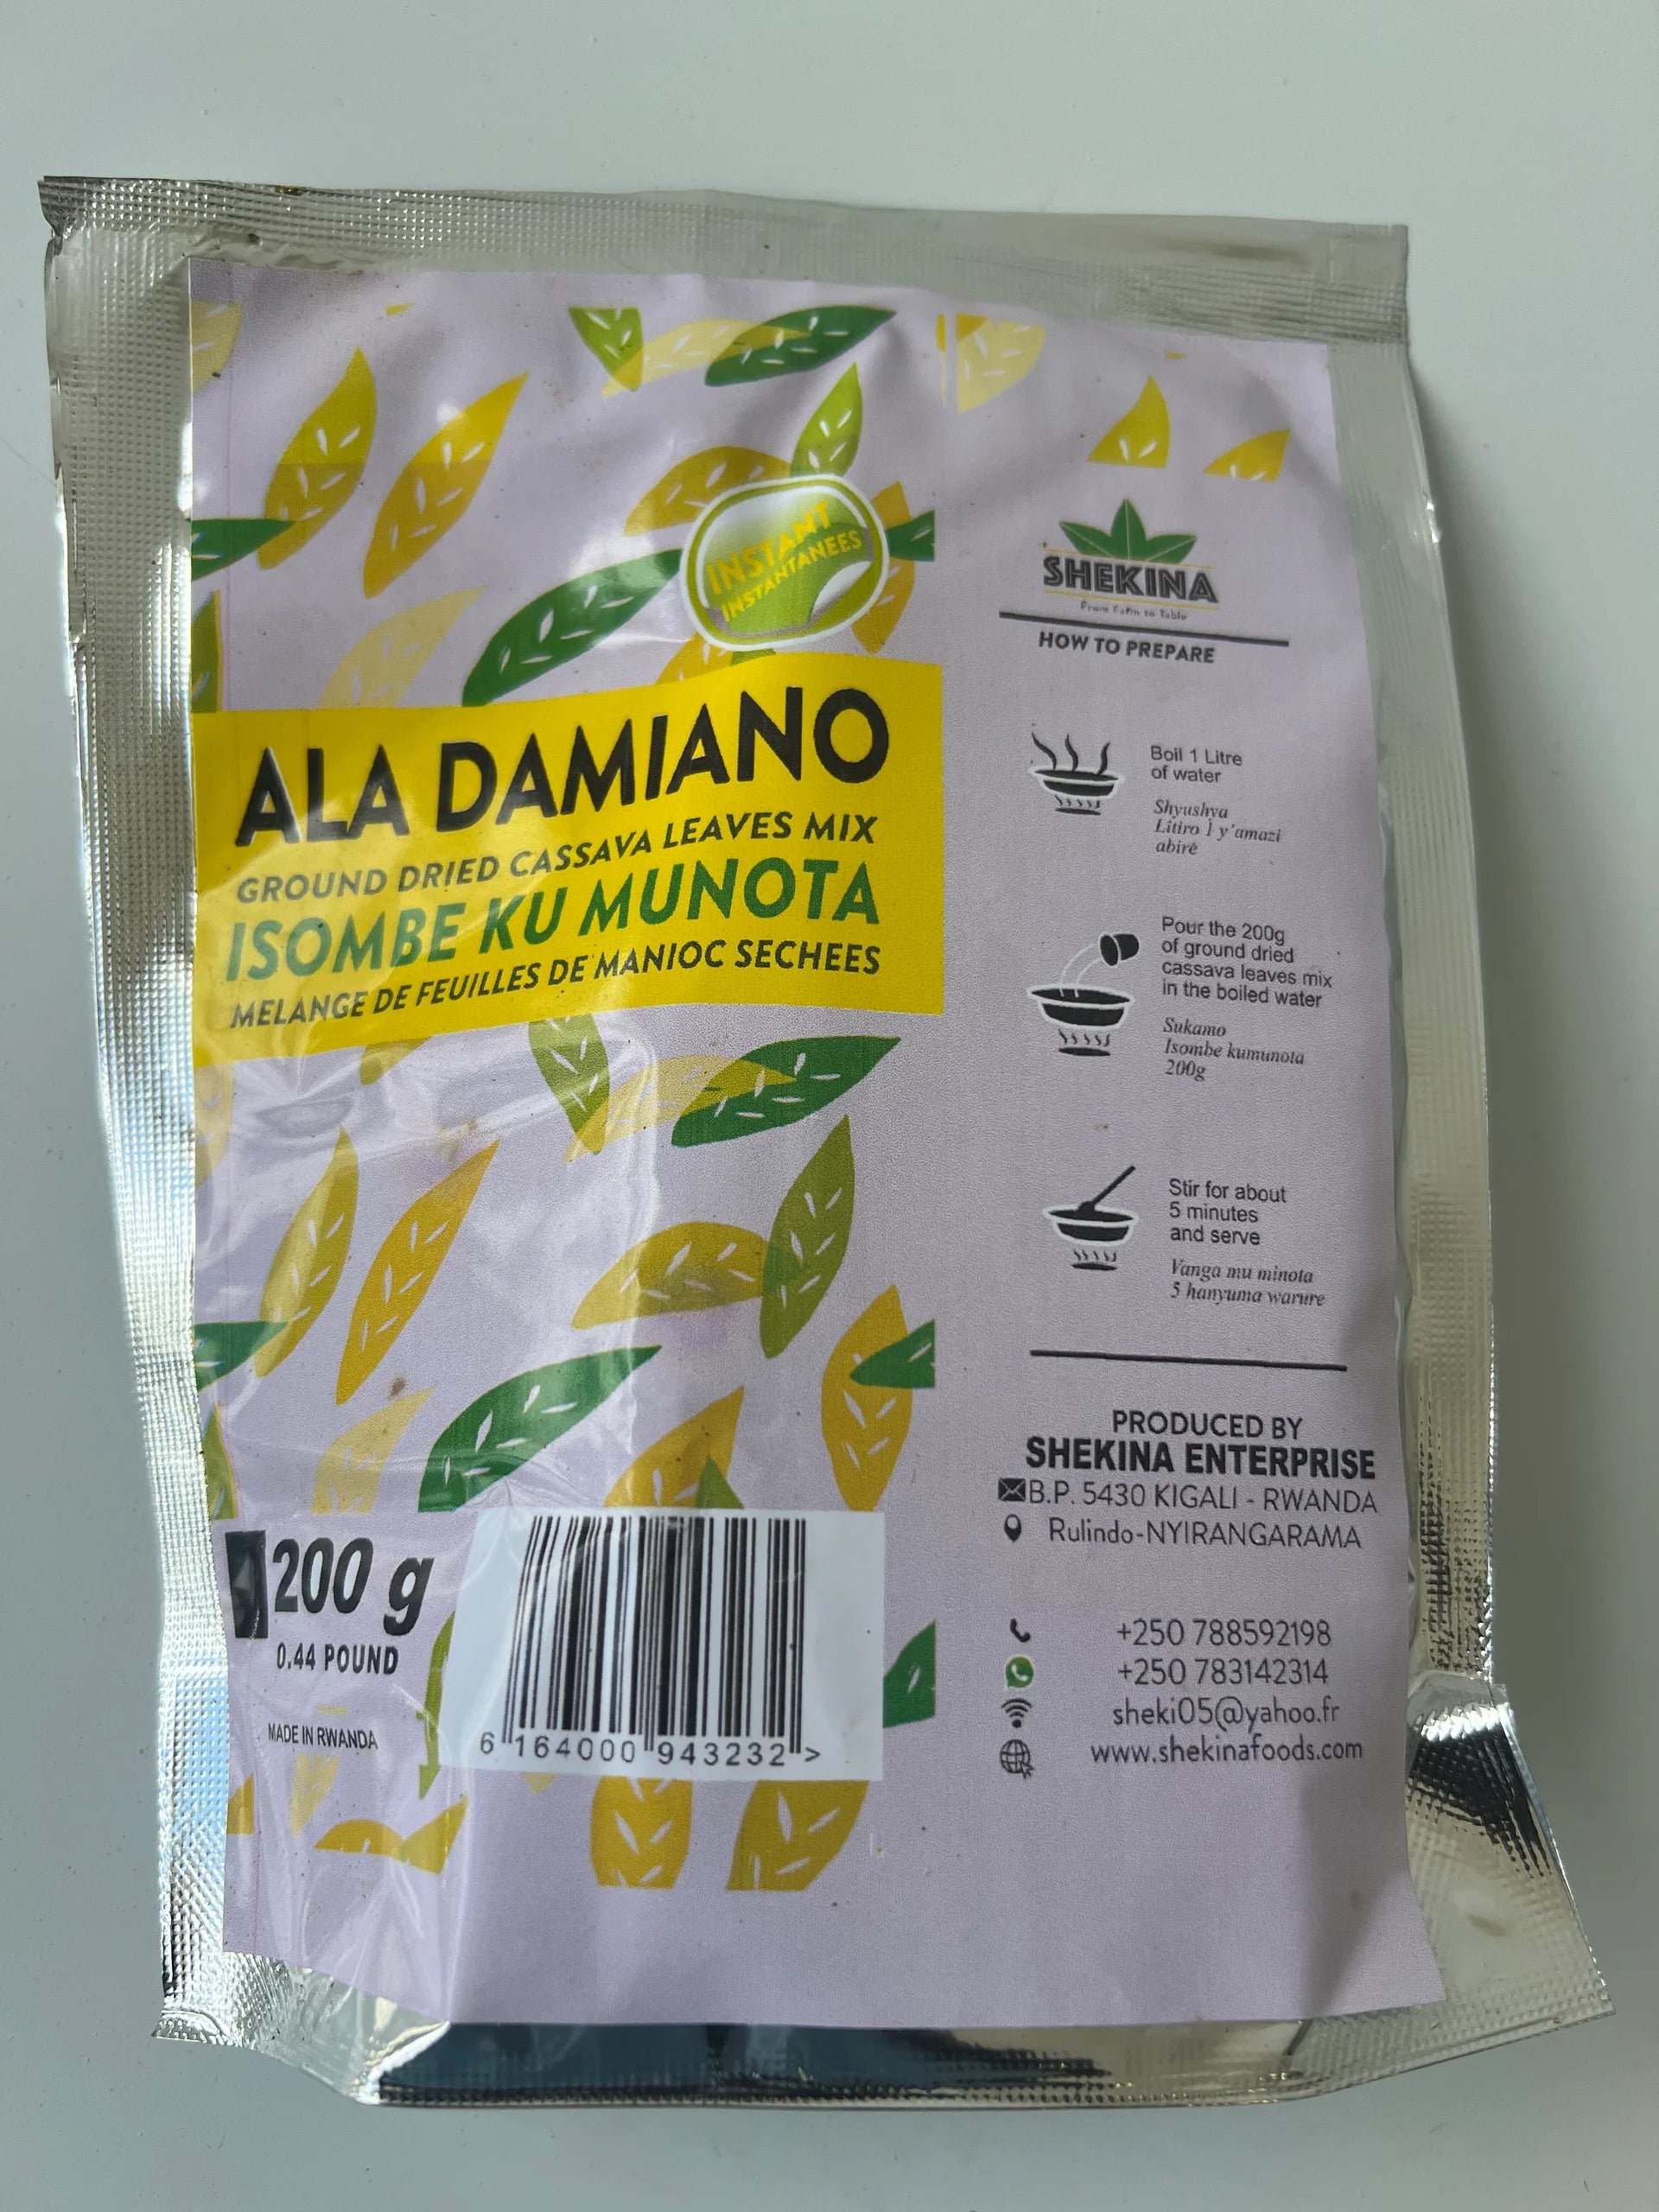 INSTANT
INSTANTANEES
ALA DAMIANO
GROUND DRIED CASSAVA LEAVES MIX
ISOMBE KU MUNOTA
MELANGE DE FEUILLES DE MANIOC SECHEES
200 g
0.44 POUND
MADE IN RWANDA
6 164000 943232 >
SHEKINA
From Farm to Table
HOW TO PREPARE
Boil 1 Litre
of water
Shyushya
Litiro 1 y'amazi
abire
Pour the 200g
of ground dried
cassava leaves mix
in the boiled water
Sukamo
Isombe kumunota
200g
Stir for about
5 minutes
and serve
Vanga mu minota
5 hanyuma warure
PRODUCED BY
SHEKINA ENTERPRISE
B.P. 5430 KIGALI - RWANDA
Rulindo-NYIRANGARAMA
+250 788592198
+250 783142314
sheki05@yahoo.fr
www.shekinafoods.com